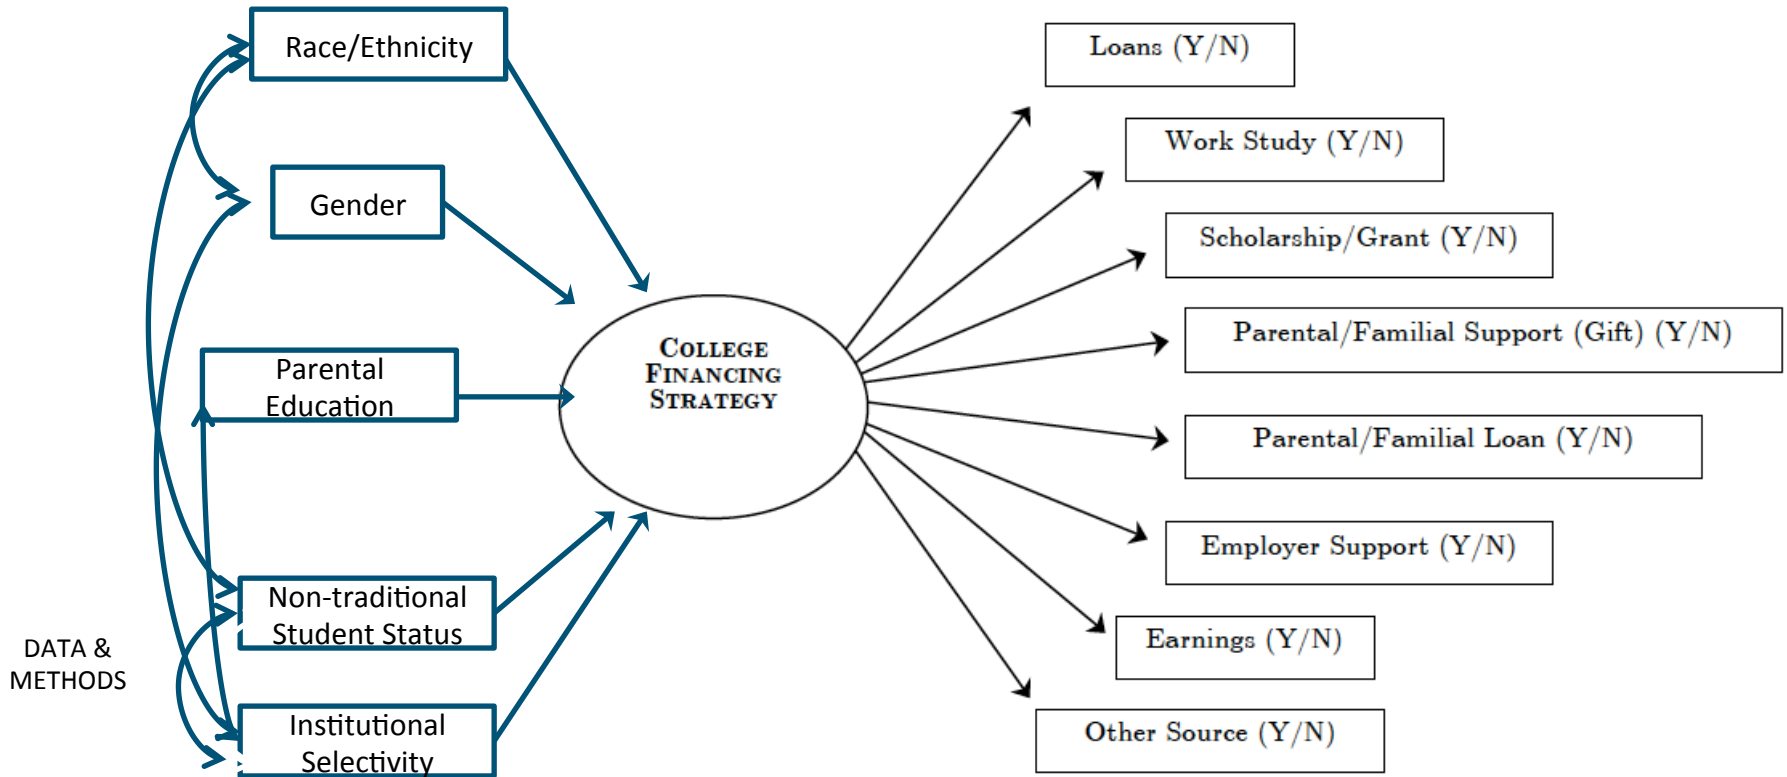 Race/Ethnicity
Gender
Parental
Education
Non-traditional
Student Status
Institutional
Selectivity
DATA &
METHODS
COLLEGE
FINANCING
STRATEGY
Loans (Y/N)
Work Study (Y/N)
Scholarship/Grant (Y/N)
Parental/Familial Support (Gift) (Y/N)
Parental/Familial Loan (Y/N)
Employer Support (Y/N)
Earnings (Y/N)
Other Source (Y/N)